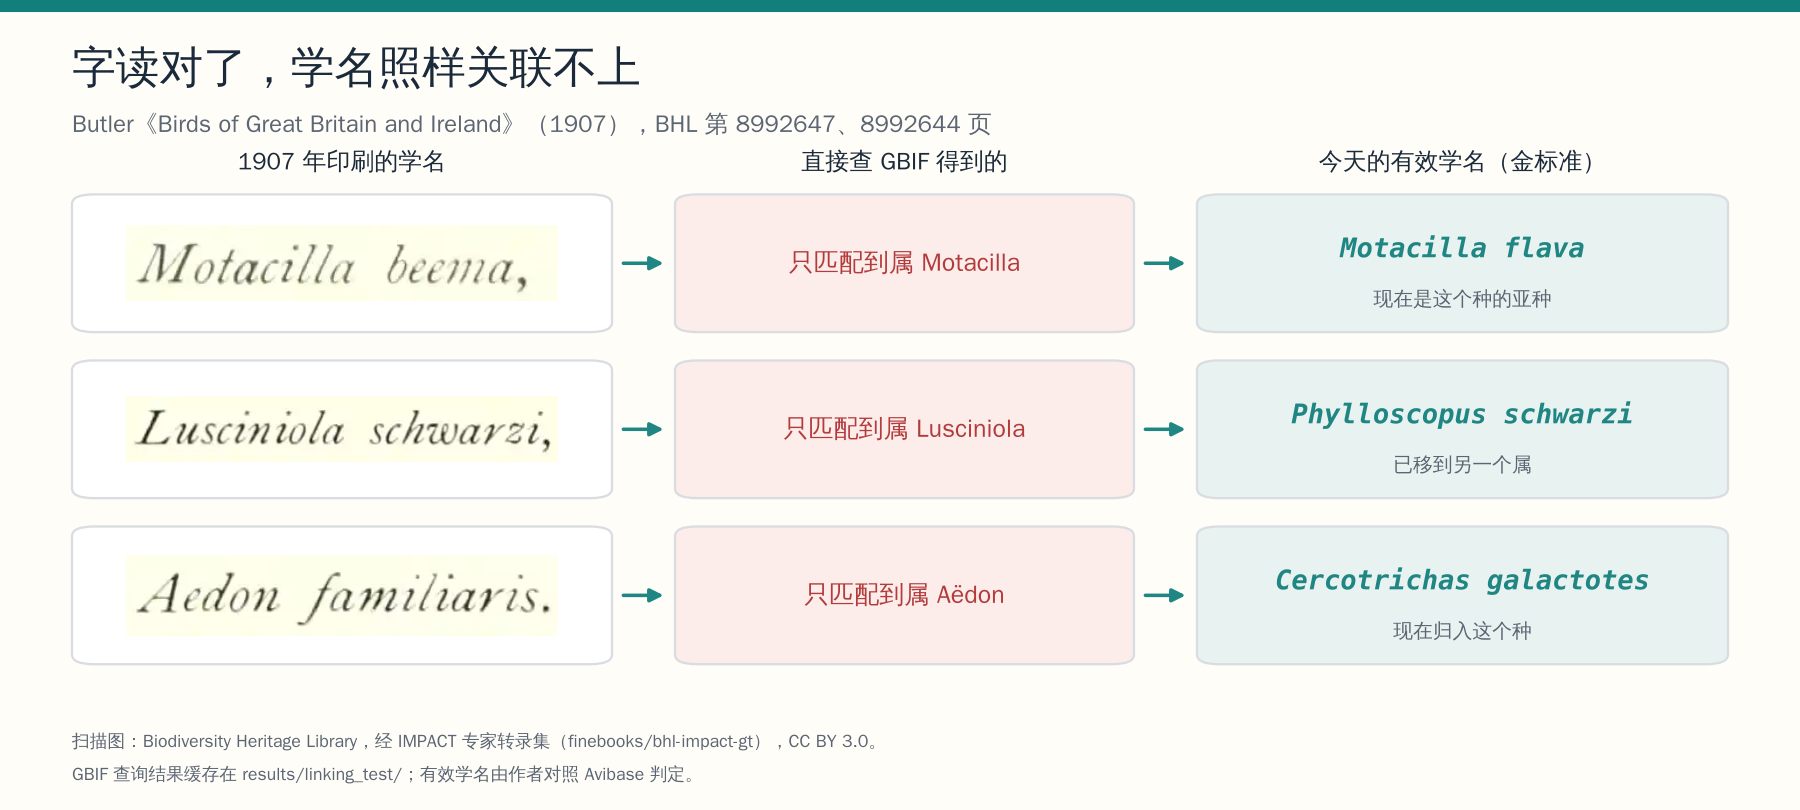 字读对了，学名照样关联不上
Butler《Birds of Great Britain and Ireland》（1907），BHL 第 8992647、8992644 页
1907 年印刷的学名
直接查 GBIF 得到的
今天的有效学名（金标准）
Motacilla beema,
只匹配到属 Motacilla
Motacilla flava
现在是这个种的亚种
Lusciniola schwarzi,
只匹配到属 Lusciniola
Phylloscopus schwarzi
已移到另一个属
Aedon familiaris.
只匹配到属 Aëdon
Cercotrichas galactotes
现在归入这个种
扫描图：Biodiversity Heritage Library，经 IMPACT 专家转录集（finebooks/bhl-impact-gt），CC BY 3.0。
GBIF 查询结果缓存在 results/linking_test/；有效学名由作者对照 Avibase 判定。